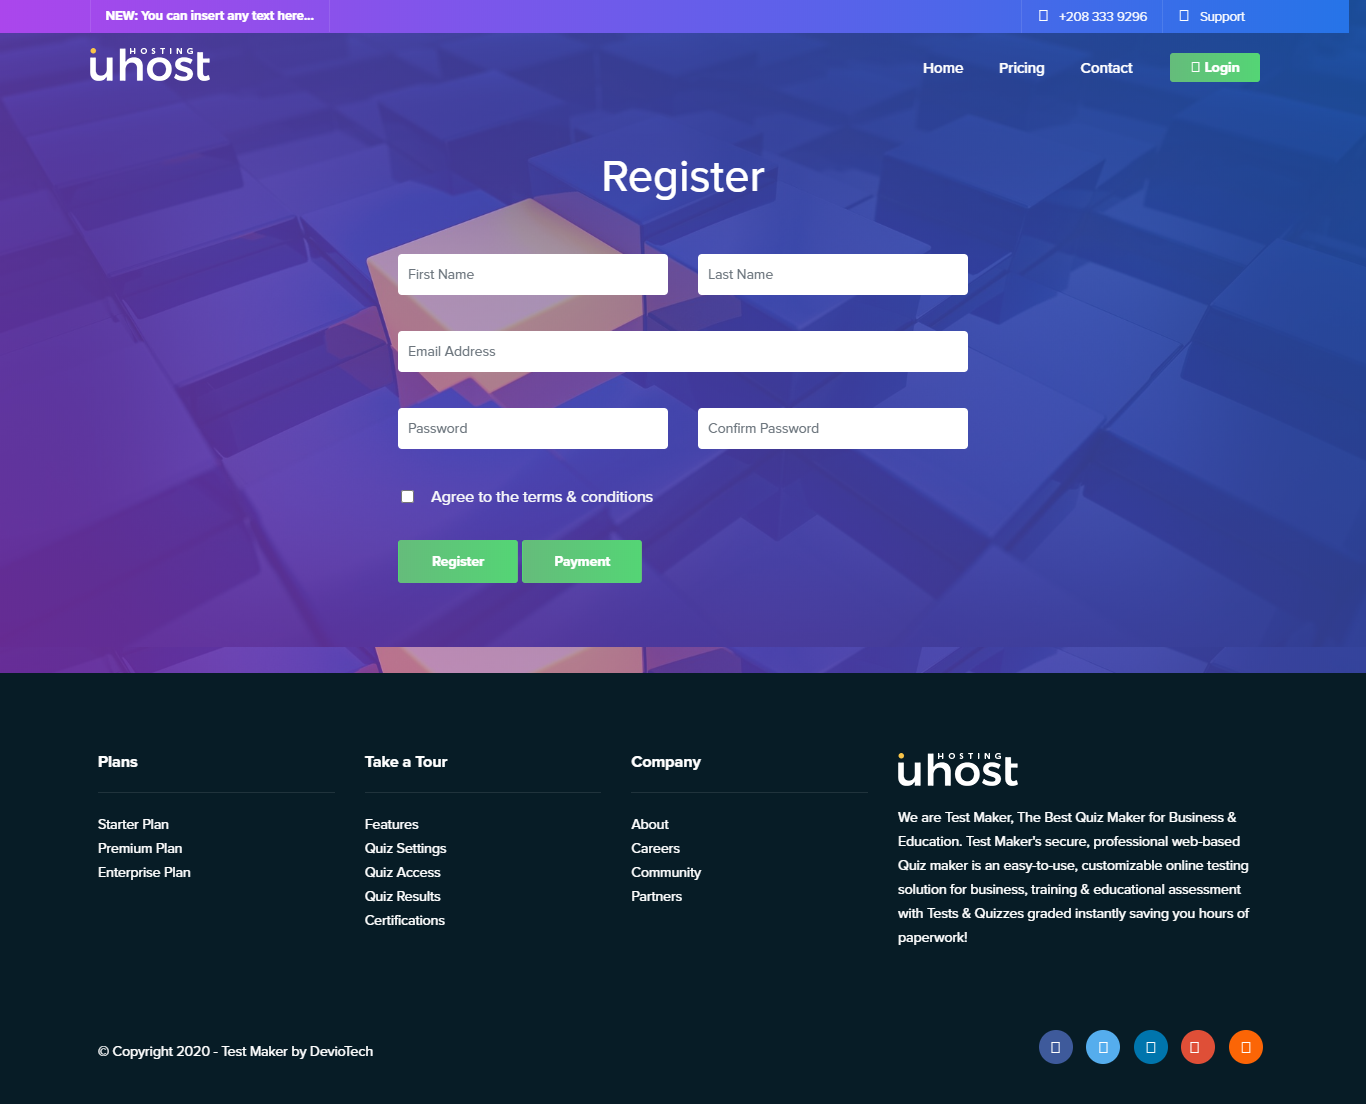 NEW: You can insert any text here...
+208 333 9296
Support
HOSTING
uhost
Home
Pricing
Contact
Login
Register
First Name
Last Name
Email Address
Password
Confirm Password
Agree to the terms & conditions
Register
Payment
Plans
Starter Plan
Premium Plan
Enterprise Plan
Take a Tour
Features
Quiz Settings
Quiz Access
Quiz Results
Certifications
Company
About
Careers
Community
Partners
HOSTING
uhost
We are Test Maker, The Best Quiz Maker for Business &
Education. Test Maker's secure, professional web-based
Quiz maker is an easy-to-use, customizable online testing
solution for business, training & educational assessment
with Tests & Quizzes graded instantly saving you hours of
paperwork!
© Copyright 2020 - Test Maker by DevioTech